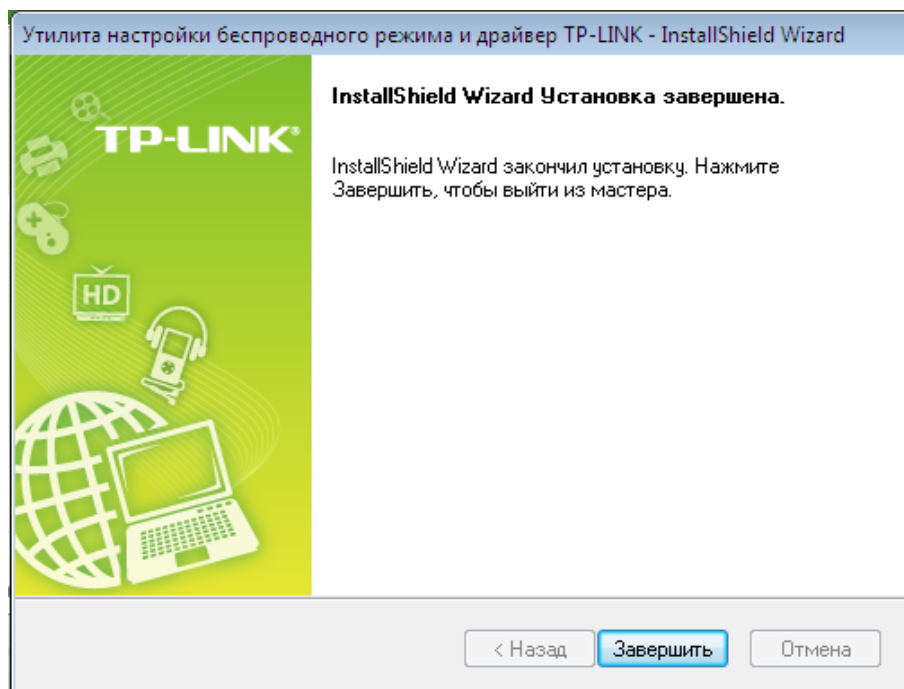 Утилита настройки беспроводного режима и драйвер TP-LINK - InstallShield Wizard
TP-LINK®
HD
InstallShield Wizard Установка завершена.
InstallShield Wizard закончил установку. Нажмите
Завершить, чтобы выйти из мастера.
< Назад
Завершить
Отмена